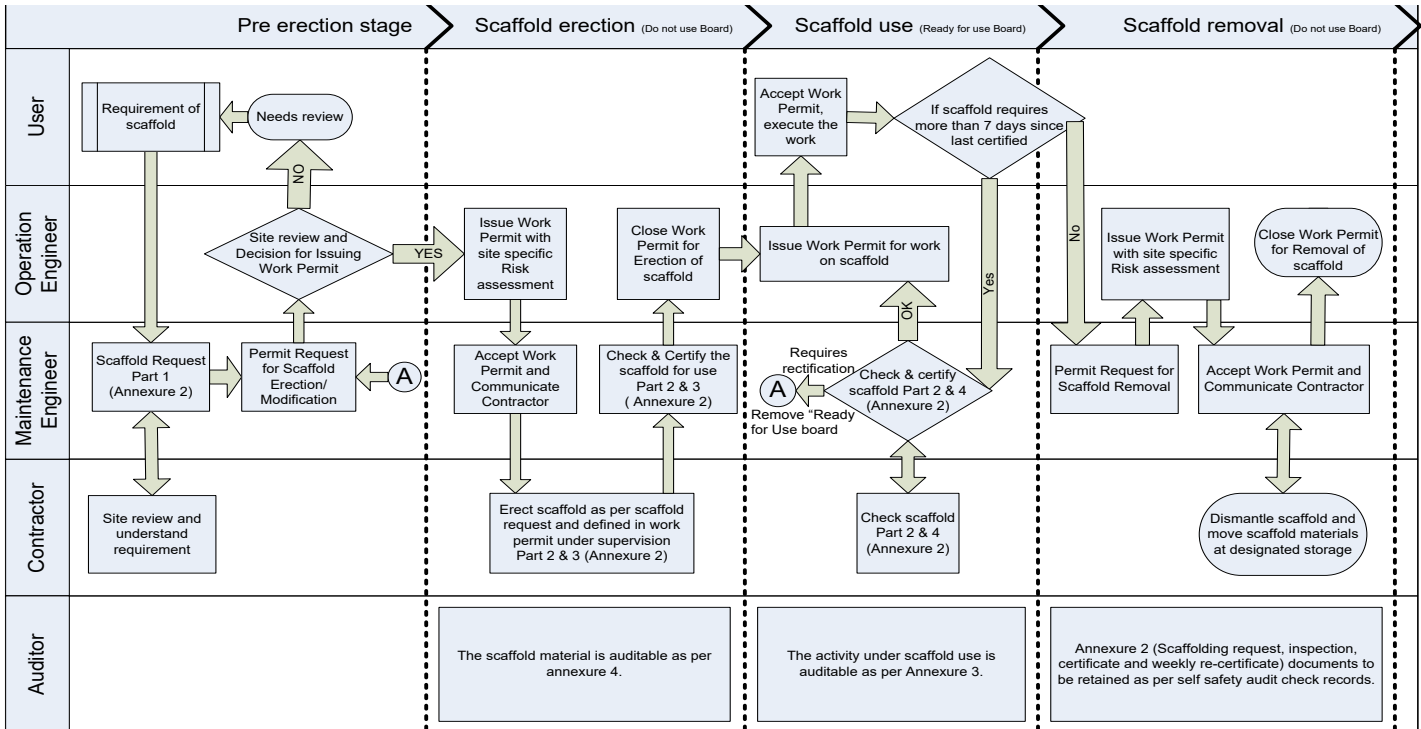 Pre erection stage
Scaffold erection (Do not use Board)
Scaffold use (Ready for use Board)
Scaffold removal (Do not use Board)
User
Requirement of
scaffold
Needs review
NO
Accept Work
Permit,
execute the
work
If scaffold requires
more than 7 days since
last certified
No
Yes
Operation
Engineer
Site review and
Decision for Issuing
Work Permit
YES
Issue Work
Permit with
site specific
Risk
assessment
Close Work
Permit for
Erection of
scaffold
Issue Work Permit for work
on scaffold
OK
Issue Work Permit
with site specific
Risk assessment
Close Work Permit
for Removal of
scaffold
Maintenance
Engineer
Scaffold Request
Part 1
(Annexure 2)
Permit Request
for Scaffold
Erection/
Modification
A
Accept Work
Permit and
Communicate
Contractor
Check & Certify the
scaffold for use
Part 2 & 3
( Annexure 2)
Requires
rectification
A
Remove “Ready
for Use board
Check & certify
scaffold Part 2 & 4
(Annexure 2)
Permit Request for
Scaffold Removal
Accept Work Permit and
Communicate Contractor
Contractor
Site review and
understand
requirement
Erect scaffold as per scaffold
request and defined in work
permit under supervision
Part 2 & 3 (Annexure 2)
Check scaffold
Part 2 & 4
(Annexure 2)
Dismantle scaffold and
move scaffold materials
at designated storage
Auditor
The scaffold material is auditable as per
annexure 4.
The activity under scaffold use is
auditable as per Annexure 3.
Annexure 2 (Scaffolding request, inspection,
certificate and weekly re-certificate) documents to
be retained as per self safety audit check records.